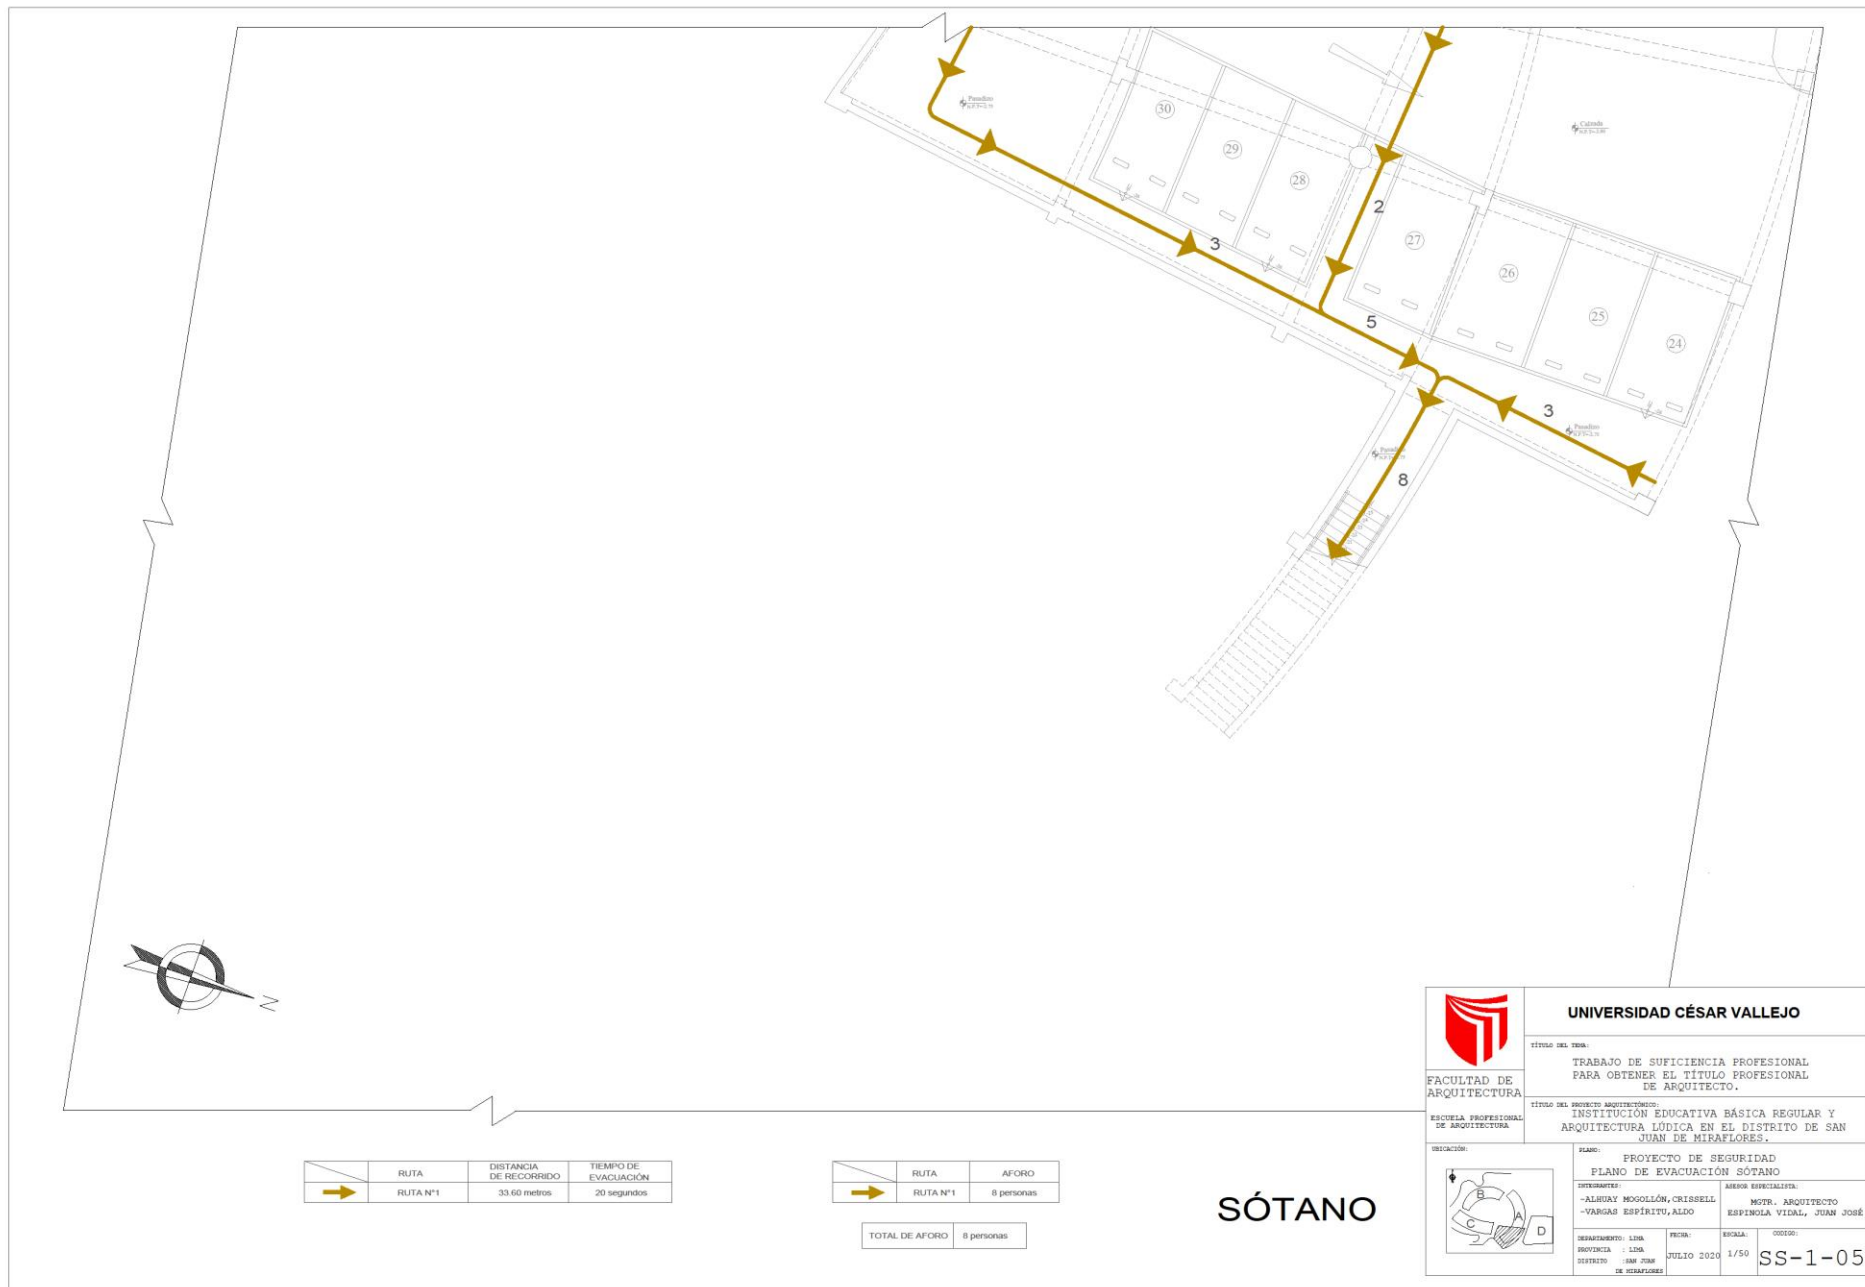 Pasadizo
30
29
28
Calzada
2
27
3
26
5
25
24
3
Pasadizo
8
N
UNIVERSIDAD CÉSAR VALLEJO
TÍTULO DEL TEMA:
TRABAJO DE SUFICIENCIA PROFESIONAL
PARA OBTENER EL TÍTULO PROFESIONAL
DE ARQUITECTO.
FACULTAD DE
ARQUITECTURA
ESCUELA PROFESIONAL
DE ARQUITECTURA
TÍTULO DEL PROYECTO ARQUITECTÓNICO:
INSTITUCIÓN EDUCATIVA BÁSICA REGULAR Y
ARQUITECTURA LÚDICA EN EL DISTRITO DE SAN
JUAN DE MIRAFLORES.
UBICACIÓN:
B
A
C
D
PLANO:
PROYECTO DE SEGURIDAD
PLANO DE EVACUACIÓN SÓTANO
INTEGRANTES:
-ALHUAY MOGOLLÓN,CRISSELL
-VARGAS ESPÍRITU,ALDO
ASESOR ESPECIALISTA:
MGTR. ARQUITECTO
ESPINOLA VIDAL, JUAN JOSÉ
DEPARTAMENTO: LIMA
PROVINCIA : LIMA
DISTRITO :SAN JUAN
DE MIRAFLORES
FECHA:
JULIO 2020
ESCALA:
1/50
CODIGO:
SS-1-05
RUTA DISTANCIA DE RECORRIDO TIEMPO DE EVACUACIÓN
RUTA N°1 33.60 metros 20 segundos
RUTA AFORO
RUTA N°1 8 personas
TOTAL DE AFORO 8 personas
SÓTANO